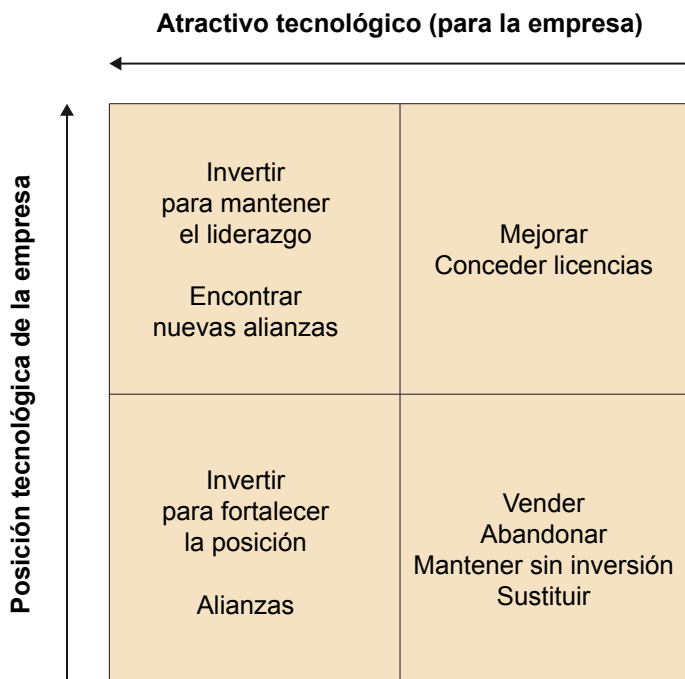 Atractivo tecnológico (para la empresa)
Posición tecnológica de la empresa
Invertir
para mantener
el liderazgo
Encontrar
nuevas alianzas
Mejorar
Conceder licencias
Invertir
para fortalecer
la posición
Alianzas
Vender
Abandonar
Mantener sin inversión
Sustituir